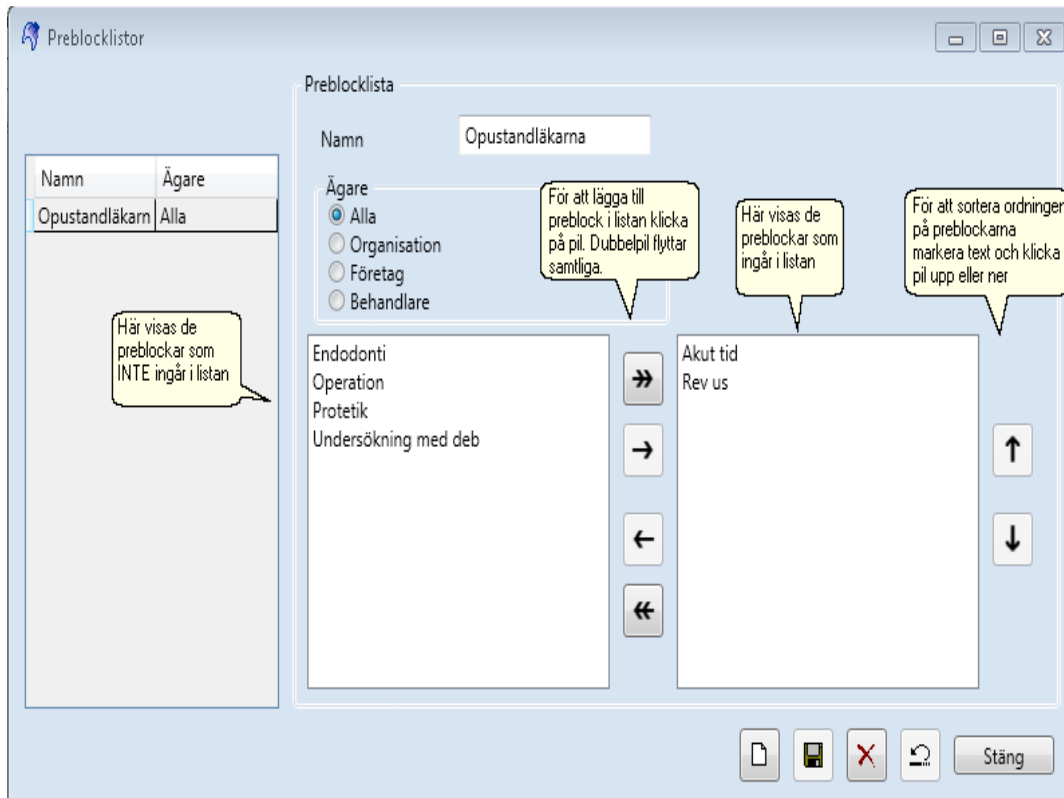 Preblocklistor
Preblocklista
Namn
Opustandläkarna
Namn Ägare
Opustandläkarn Alla
Ägare
Alla
Organisation
Företag
Behandlare
För att lägga till
preblock i listan klicka
på pil. Dubbelpil flyttar
samtliga.
Här visas de
preblockar som
ingår i listan
För att sortera ordningen
på preblockarna
markera text och klicka
pil upp eller ner
Här visas de
preblockar som
INTE ingår i listan
Endodonti
Operation
Protetik
Undersökning med deb
Akut tid
Rev us
Stäng